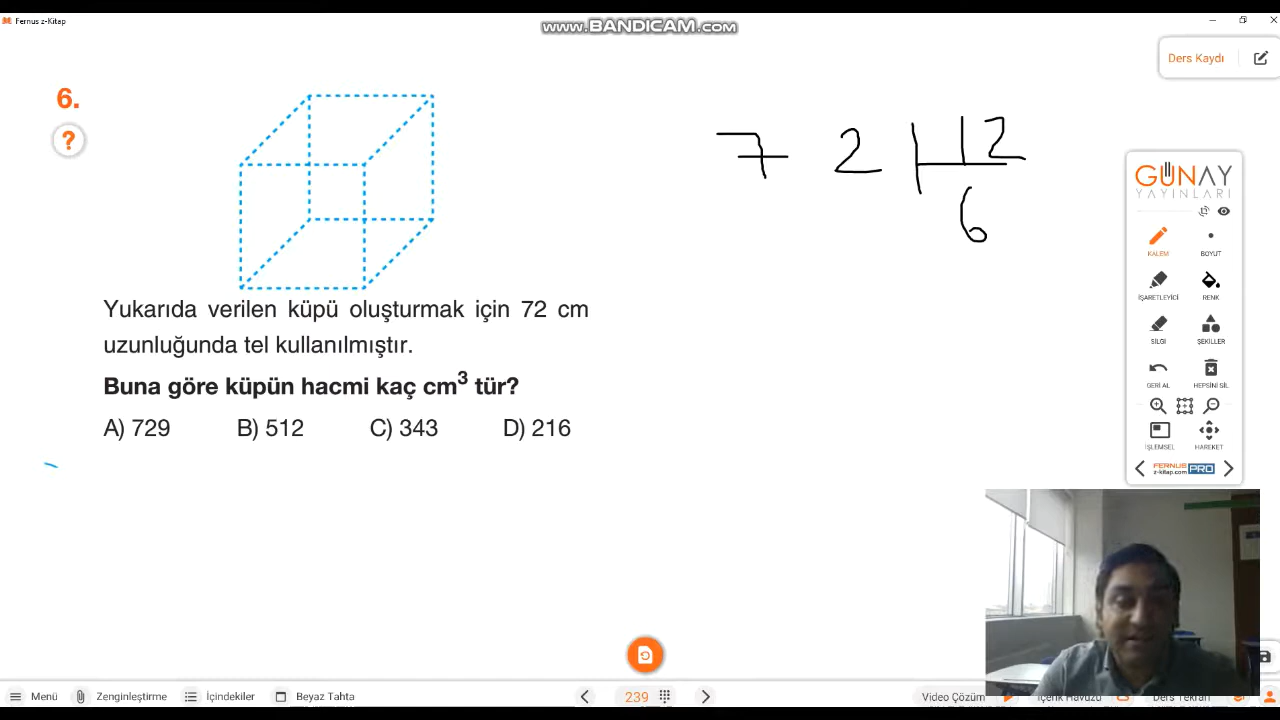 Fernus z-Kitap
www.BANDICAM.com
Ders Kaydı
6.
?
72 12
6
Yukarıda verilen küpü oluşturmak için 72 cm
uzunluğunda tel kullanılmıştır.
Buna göre küpün hacmi kaç cm³ tür?
A) 729 B) 512 C) 343 D) 216
GÜNAY
YAYINLARI
KALEM BOYUT
İŞARETLEYİCİ RENK
SİLGİ ŞEKİLLER
GERİ AL HEPSİNİ SİL
İŞLEMSEL HAREKET
FERNUS
z-kitap.com PRO
Menü Zenginleştirme İçindekiler Beyaz Tahta 239 Video Çözüm İçerik Havuzu Ders Tekrarı